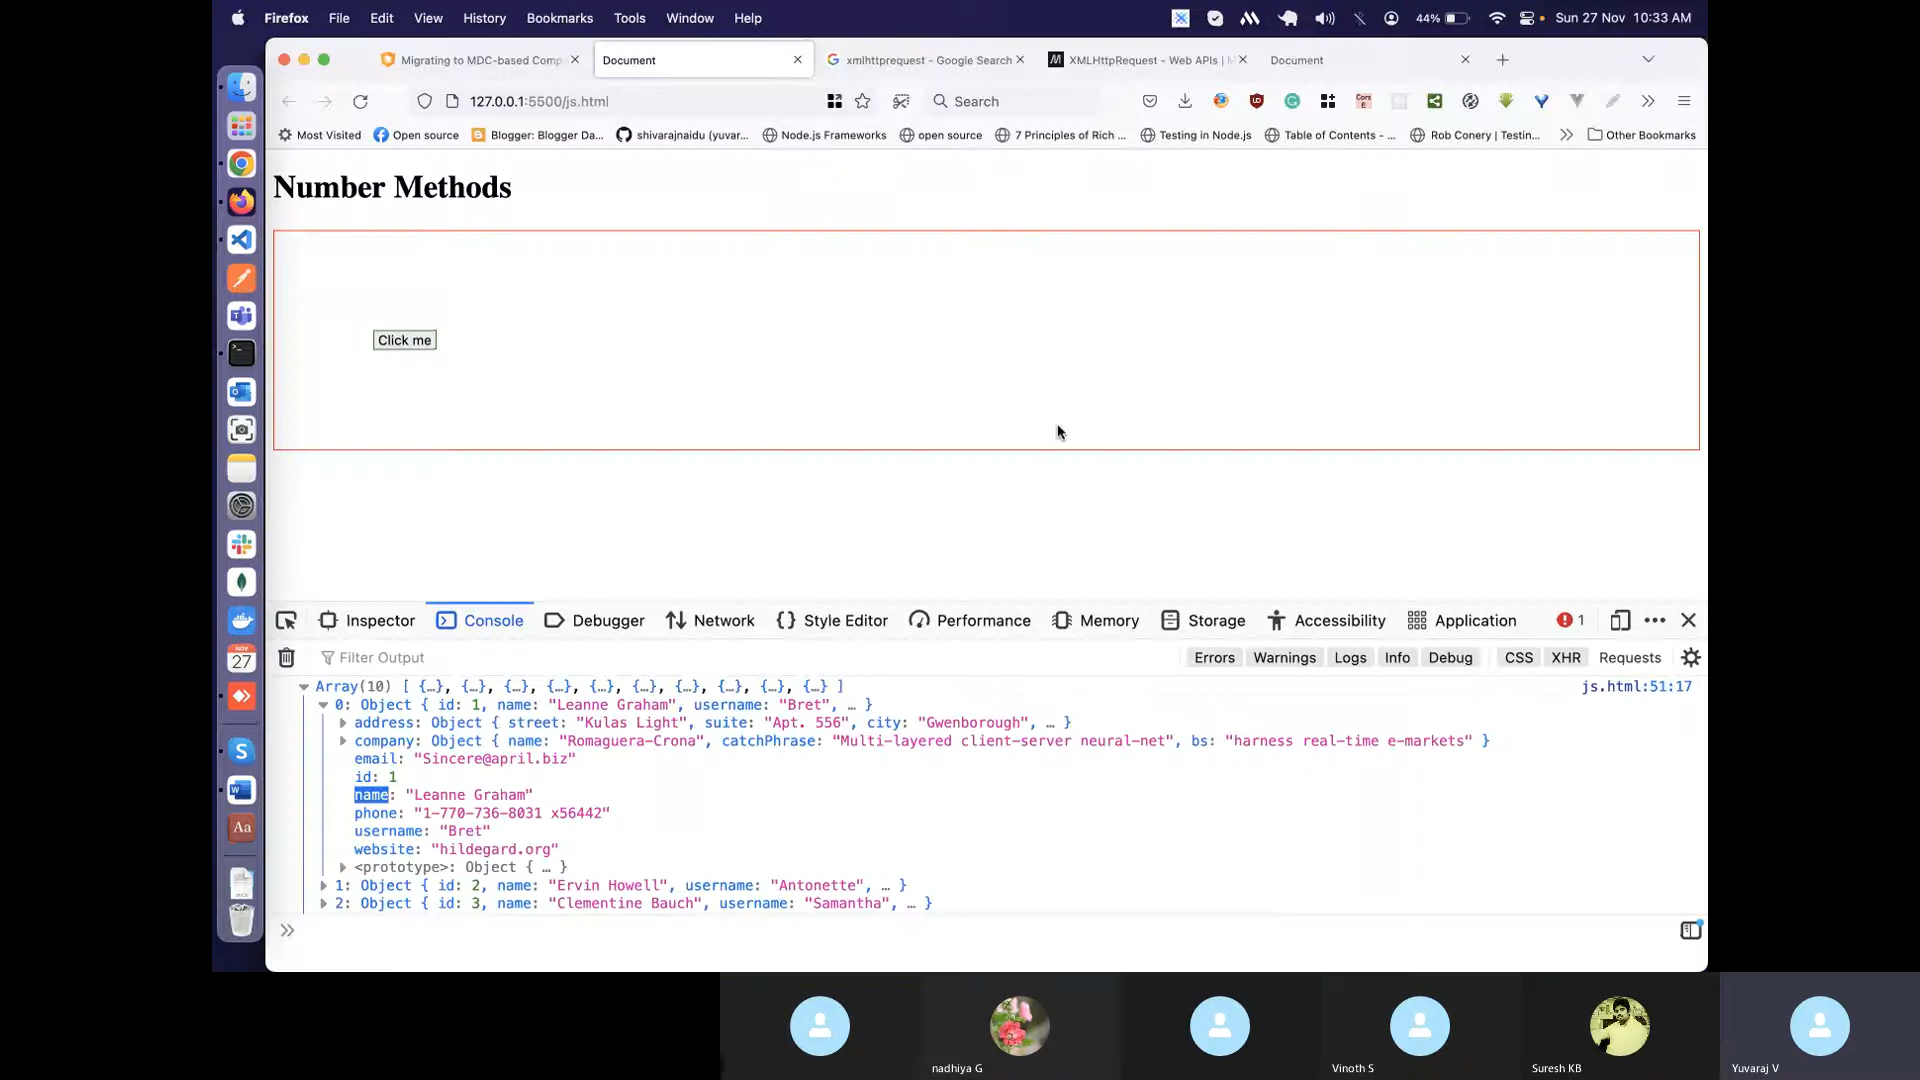 Firefox File Edit View History Bookmarks Tools Window Help 44% Sun 27 Nov 10:33 AM
Migrating to MDC-based Comp Document xmlhttprequest - Google Search XMLHttpRequest - Web APIs | M Document
127.0.0.1:5500/js.html Search
Most Visited Open source Blogger: Blogger Da... shivarajnaidu (yuvar... Node.js Frameworks open source 7 Principles of Rich ... Testing in Node.js Table of Contents - ... Rob Conery | Testin... Other Bookmarks
Number Methods
Click me
Inspector Console Debugger Network Style Editor Performance Memory Storage Accessibility Application 1
Filter Output Errors Warnings Logs Info Debug CSS XHR Requests
Array(10) [ {…}, {…}, {…}, {…}, {…}, {…}, {…}, {…}, {…}, {…} ] js.html:51:17
0: Object { id: 1, name: "Leanne Graham", username: "Bret", … }
address: Object { street: "Kulas Light", suite: "Apt. 556", city: "Gwenborough", … }
company: Object { name: "Romaguera-Crona", catchPhrase: "Multi-layered client-server neural-net", bs: "harness real-time e-markets" }
email: "Sincere@april.biz"
id: 1
name: "Leanne Graham"
phone: "1-770-736-8031 x56442"
username: "Bret"
website: "hildegard.org"
<prototype>: Object { … }
1: Object { id: 2, name: "Ervin Howell", username: "Antonette", … }
2: Object { id: 3, name: "Clementine Bauch", username: "Samantha", … }
NOV
27
Aa
nadhiya G Vinoth S Suresh KB Yuvaraj V